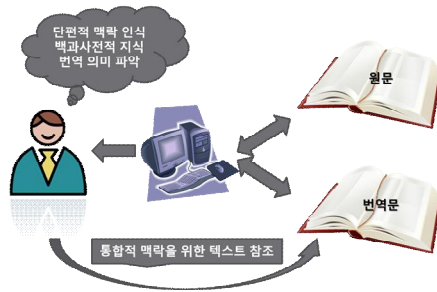 단편적 맥락 인식
백과사전적 지식
번역 의미 파악
원문
번역문
통합적 맥락을 위한 텍스트 참조